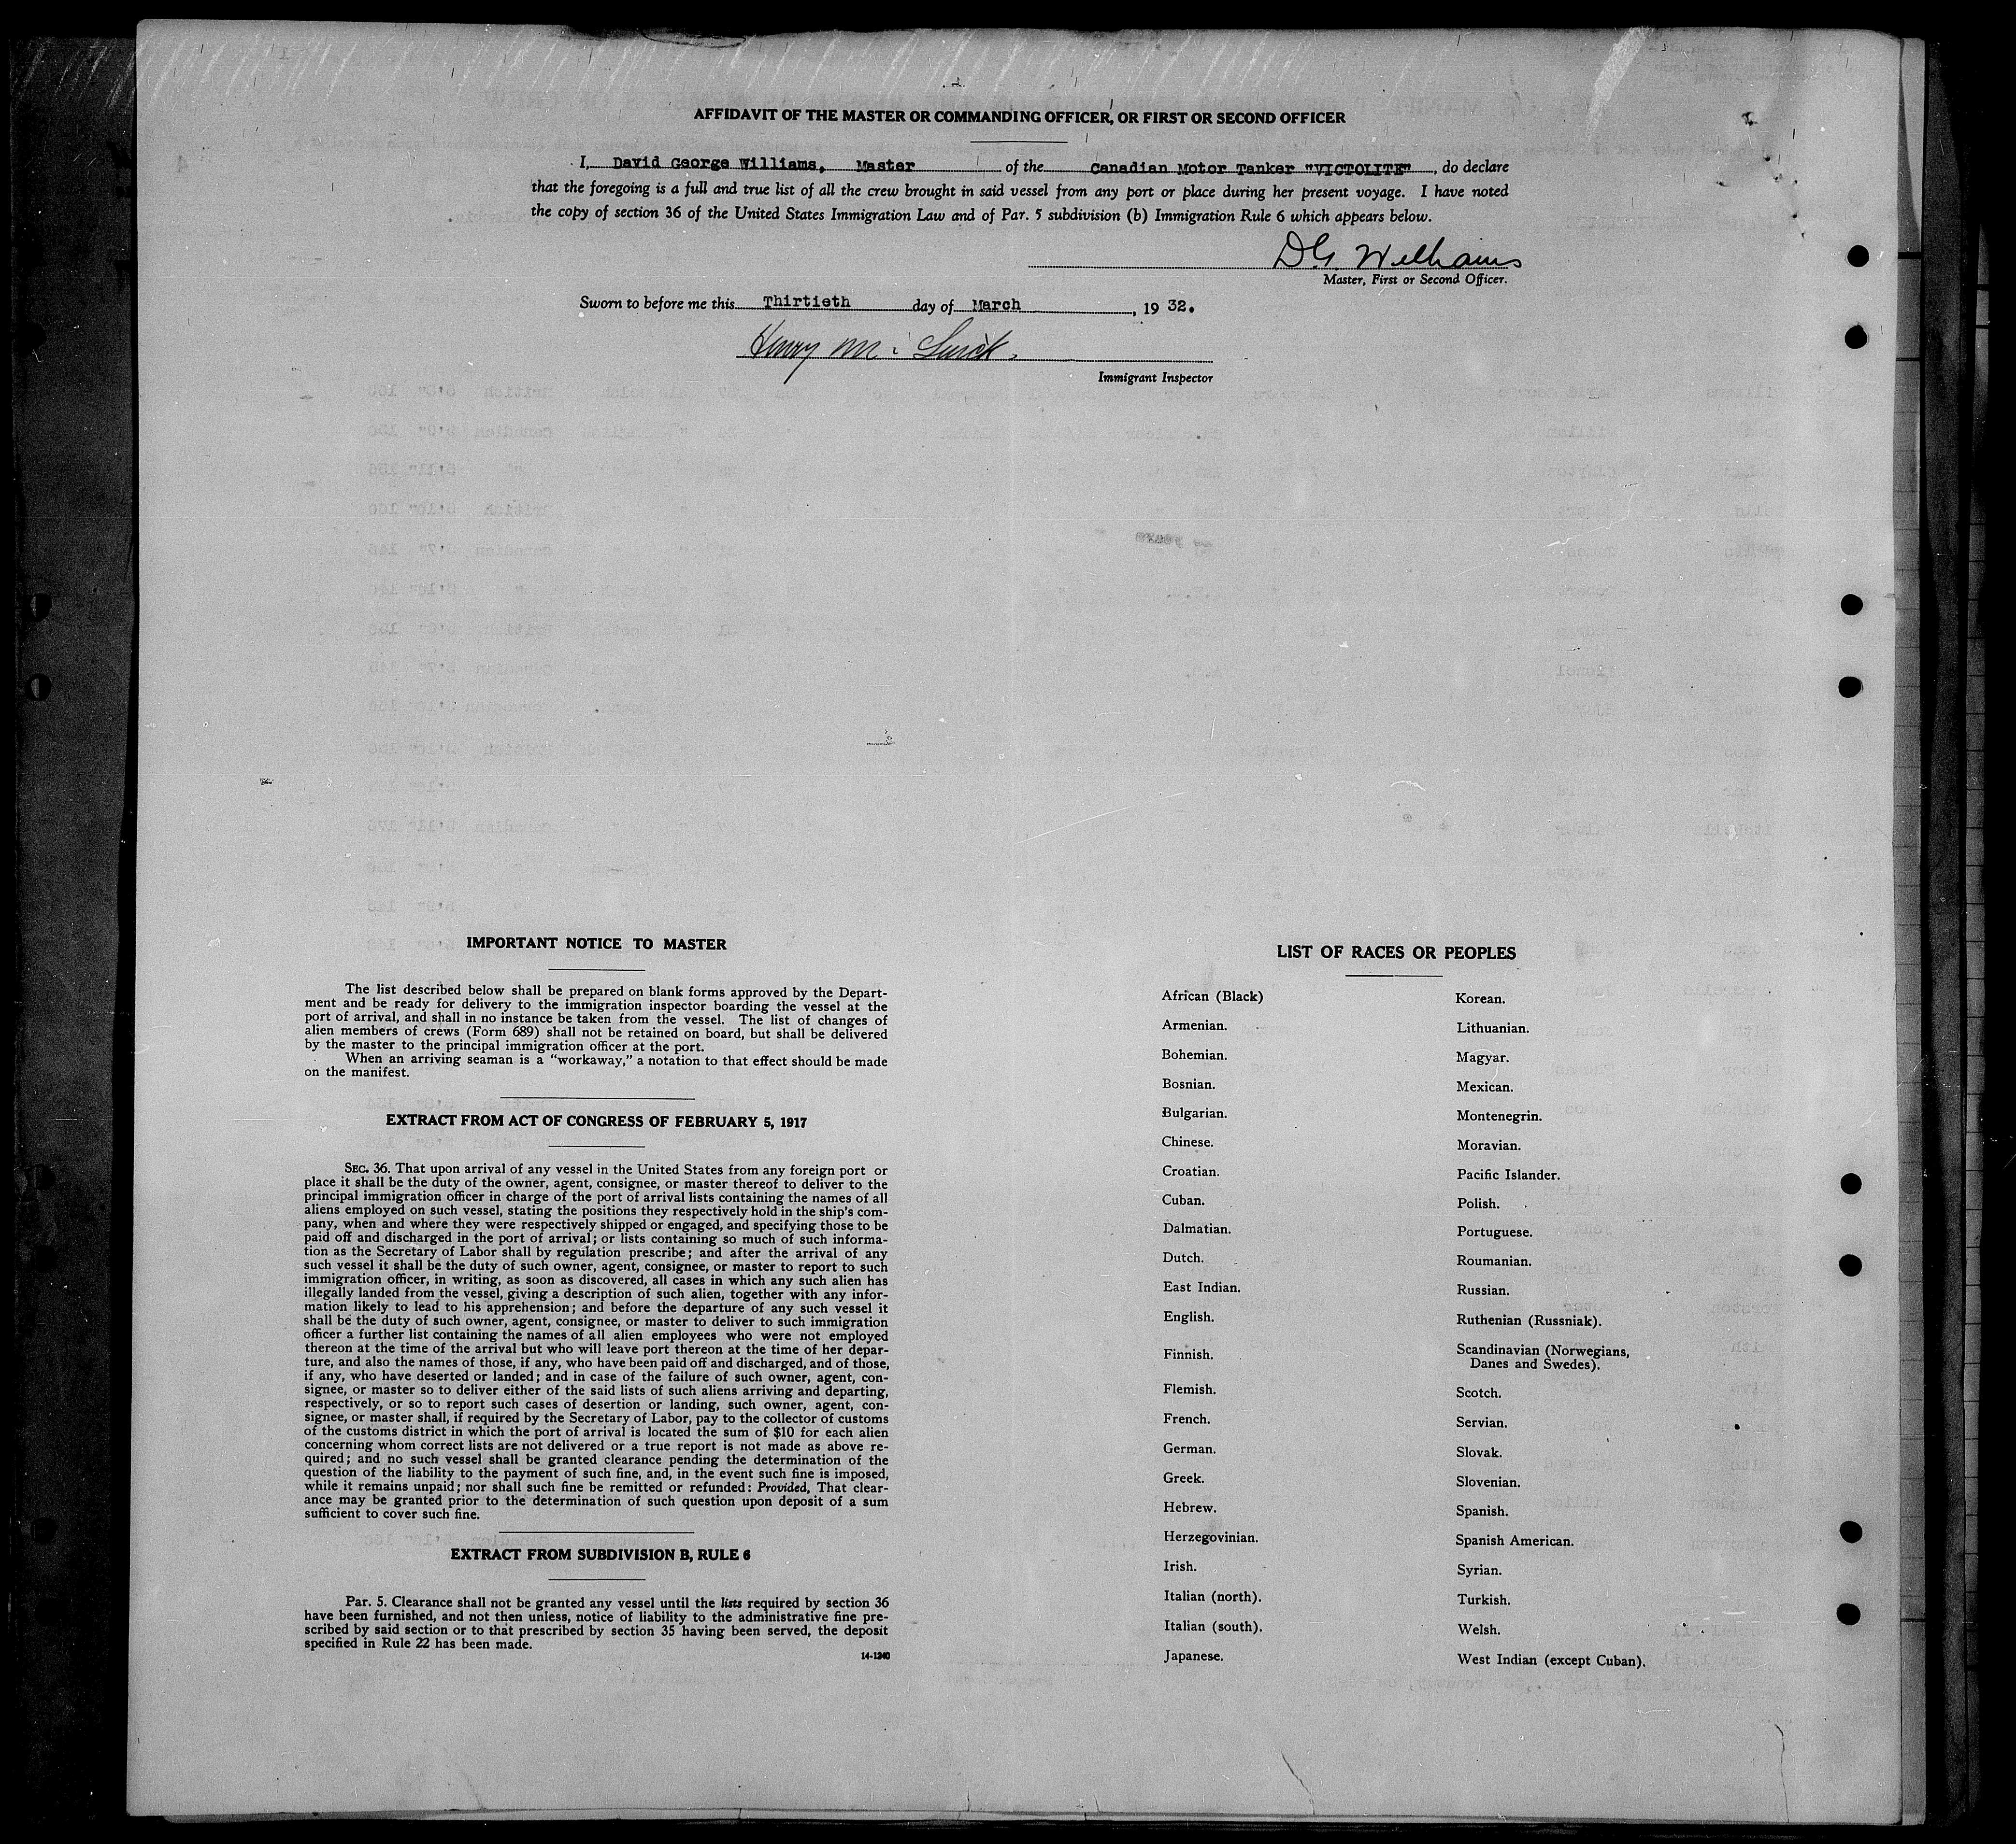 AFFIDAVIT OF THE MASTER OR COMMANDING OFFICER, OR FIRST OR SECOND OFFICER
I, David George Williams, Master of the Canadian Motor Tanker "VICTOLITE", do declare
that the foregoing is a full and true list of all the crew brought in said vessel from any port or place during her present voyage. I have noted
the copy of section 36 of the United States Immigration Law and of Par. 5 subdivision (b) Immigration Rule 6 which appears below.
DG. Williams
Master, First or Second Officer.
Sworn to before me this Thirtieth day of March, 1932.
Henry
Immigrant Inspector
IMPORTANT NOTICE TO MASTER
The list described below shall be prepared on blank forms approved by the Depart-
ment and be ready for delivery to the immigration inspector boarding the vessel at the
port of arrival, and shall in no instance be taken from the vessel. The list of changes of
alien members of crews (Form 689) shall not be retained on board, but shall be delivered
by the master to the principal immigration officer at the port.
When an arriving seaman is a "workaway," a notation to that effect should be made
on the manifest.
EXTRACT FROM ACT OF CONGRESS OF FEBRUARY 5, 1917
SEC. 36. That upon arrival of any vessel in the United States from any foreign port or
place it shall be the duty of the owner, agent, consignee, or master thereof to deliver to the
principal immigration officer in charge of the port of arrival lists containing the names of all
aliens employed on such vessel, stating the positions they respectively hold in the ship's com-
pany, when and where they were respectively shipped or engaged, and specifying those to be
paid off and discharged in the port of arrival; or lists containing so much of such informa-
tion as the Secretary of Labor shall by regulation prescribe; and after the arrival of any
such vessel it shall be the duty of such owner, agent, consignee, or master to report to such
immigration officer, in writing, as soon as discovered, all cases in which any such alien has
illegally landed from the vessel, giving a description of such alien, together with any infor-
mation likely to lead to his apprehension; and before the departure of any such vessel it
shall be the duty of such owner, agent, consignee, or master to deliver to such immigration
officer a further list containing the names of all alien employees who were not employed
thereon at the time of the arrival but who will leave port thereon at the time of her depar-
ture, and also the names of those, if any, who have been paid off and discharged, and of those,
if any, who have deserted or landed; and in case of the failure of such owner, agent, con-
signee, or master so to deliver either of the said lists of such aliens arriving and departing,
respectively, or so to report such cases of desertion or landing, such owner, agent, con-
signee, or master shall, if required by the Secretary of Labor, pay to the collector of customs
of the customs district in which the port of arrival is located the sum of $10 for each alien
concerning whom correct lists are not delivered or a true report is not made as above re-
quired; and no such vessel shall be granted clearance pending the determination of the
question of the liability to the payment of such fine, and, in the event such fine is imposed,
while it remains unpaid; nor shall such fine be remitted or refunded: Provided, That clear-
ance may be granted prior to the determination of such question upon deposit of a sum
sufficient to cover such fine.
EXTRACT FROM SUBDIVISION B, RULE 6
Par. 5. Clearance shall not be granted any vessel until the lists required by section 36
have been furnished, and not then unless, notice of liability to the administrative fine pre-
scribed by said section or to that prescribed by section 35 having been served, the deposit
specified in Rule 22 has been made.
14-1240
LIST OF RACES OR PEOPLES
African (Black)
Armenian.
Bohemian.
Bosnian.
Bulgarian.
Chinese.
Croatian.
Cuban.
Dalmatian.
Dutch.
East Indian.
English.
Finnish.
Flemish.
French.
German.
Greek.
Hebrew.
Herzegovinian.
Irish.
Italian (north).
Italian (south).
Japanese.
Korean.
Lithuanian.
Magyar.
Mexican.
Montenegrin.
Moravian.
Pacific Islander.
Polish.
Portuguese.
Roumanian.
Russian.
Ruthenian (Russniak).
Scandinavian (Norwegians,
Danes and Swedes).
Scotch.
Servian.
Slovak.
Slovenian.
Spanish.
Spanish American.
Syrian.
Turkish.
Welsh.
West Indian (except Cuban).